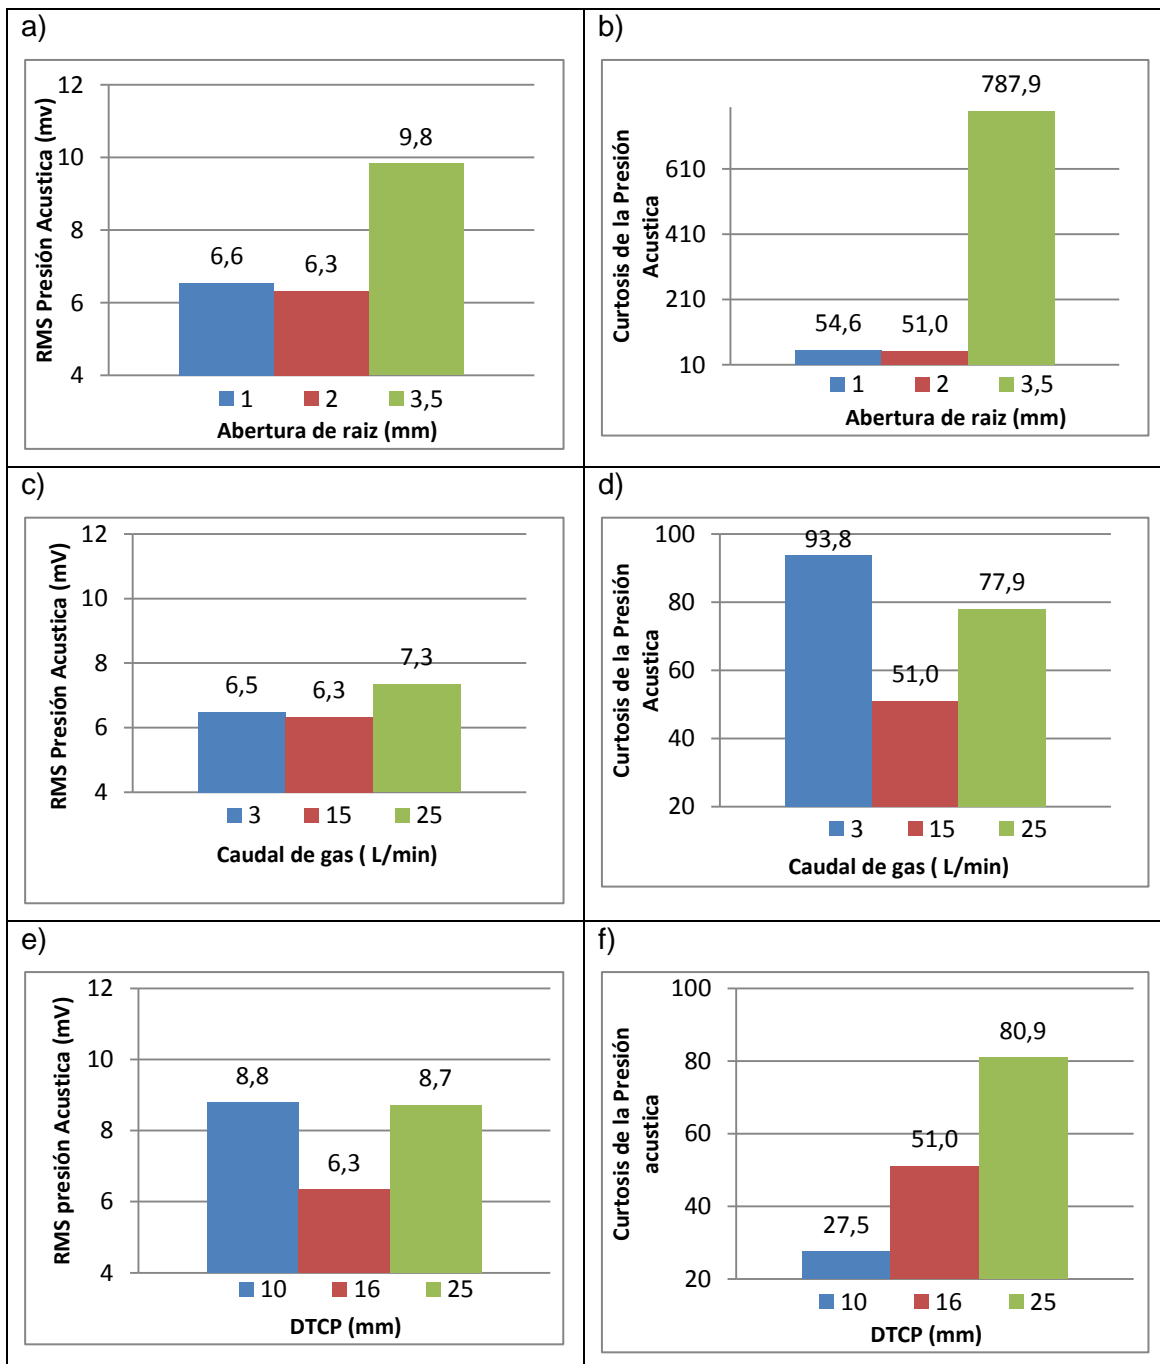 a)
12
10
8
6
4
RMS Presión Acustica (mv)
6,6
6,3
9,8
1 2 3,5
Abertura de raiz (mm)
b)
787,9
610
410
210
10
Curtosis de la Presión
Acustica
54,6
51,0
1 2 3,5
Abertura de raiz (mm)
c)
12
10
8
6
4
RMS Presión Acustica (mV)
6,5
6,3
7,3
3 15 25
Caudal de gas ( L/min)
d)
100
80
60
40
20
Curtosis de la Presión
Acustica
93,8
51,0
77,9
3 15 25
Caudal de gas ( L/min)
e)
12
10
8
6
4
RMS presión Acustica (mV)
8,8
6,3
8,7
10 16 25
DTCP (mm)
f)
100
80
60
40
20
Curtosis de la Presión
acustica
27,5
51,0
80,9
10 16 25
DTCP (mm)